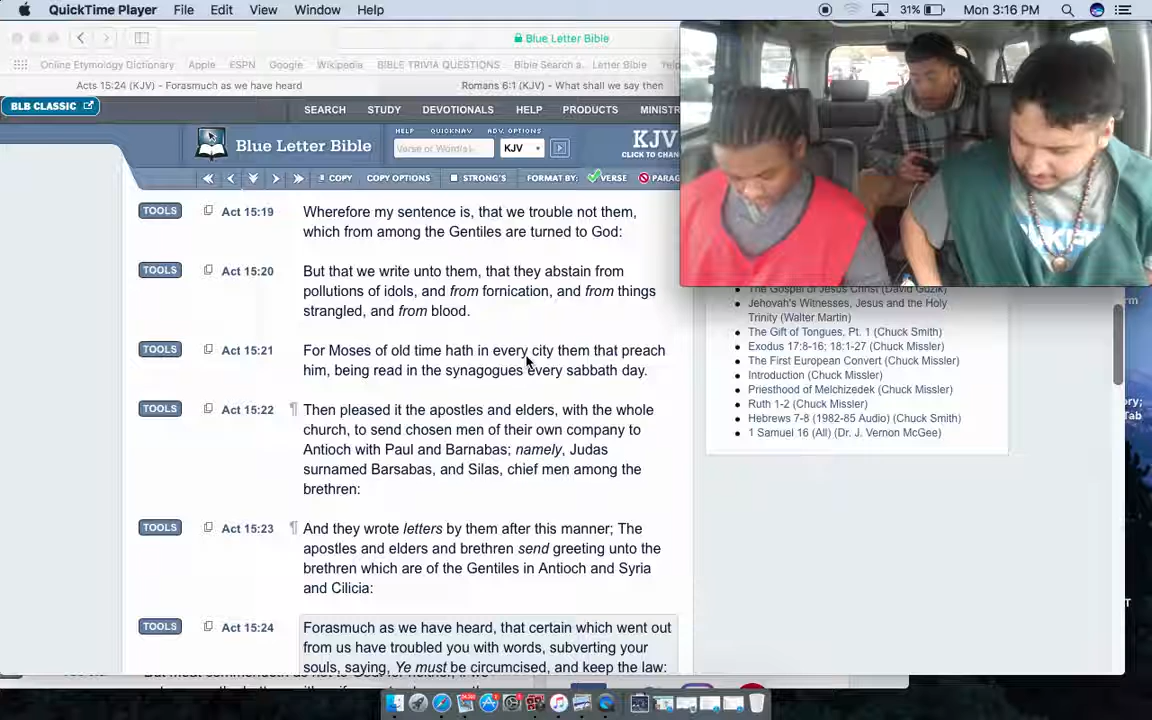 QuickTime Player File Edit View Window Help 31% Mon 3:16 PM
Blue Letter Bible
Online Etymology Dictionary Apple ESPN Google Wikipedia BIBLE TRIVIA QUESTIONS Bible Search a... Letter Bible
Acts 15:24 (KJV) - Forasmuch as we have heard Romans 6:1 (KJV) - What shall we say then
BLB CLASSIC SEARCH STUDY DEVOTIONALS HELP PRODUCTS MINISTR
HELP QUICKNAV ADV. OPTIONS
Blue Letter Bible Verse or Word(s) KJV KJV
CLICK TO CHAN
COPY COPY OPTIONS STRONG'S FORMAT BY: VERSE PARAG
TOOLS Act 15:19 Wherefore my sentence is, that we trouble not them,
which from among the Gentiles are turned to God:
TOOLS Act 15:20 But that we write unto them, that they abstain from
pollutions of idols, and from fornication, and from things
strangled, and from blood.
TOOLS Act 15:21 For Moses of old time hath in every city them that preach
him, being read in the synagogues every sabbath day.
TOOLS Act 15:22 ¶ Then pleased it the apostles and elders, with the whole
church, to send chosen men of their own company to
Antioch with Paul and Barnabas; namely, Judas
surnamed Barsabas, and Silas, chief men among the
brethren:
TOOLS Act 15:23 ¶ And they wrote letters by them after this manner; The
apostles and elders and brethren send greeting unto the
brethren which are of the Gentiles in Antioch and Syria
and Cilicia:
TOOLS Act 15:24 Forasmuch as we have heard, that certain which went out
from us have troubled you with words, subverting your
souls, saying, Ye must be circumcised, and keep the law:
The Gospel of Jesus Christ (David Guzik)
Jehovah's Witnesses, Jesus and the Holy
Trinity (Walter Martin)
The Gift of Tongues, Pt. 1 (Chuck Smith)
Exodus 17:8-16; 18:1-27 (Chuck Missler)
The First European Convert (Chuck Missler)
Introduction (Chuck Missler)
Priesthood of Melchizedek (Chuck Missler)
Ruth 1-2 (Chuck Missler)
Hebrews 7-8 (1982-85 Audio) (Chuck Smith)
1 Samuel 16 (All) (Dr. J. Vernon McGee)
orm
ory;
Tab